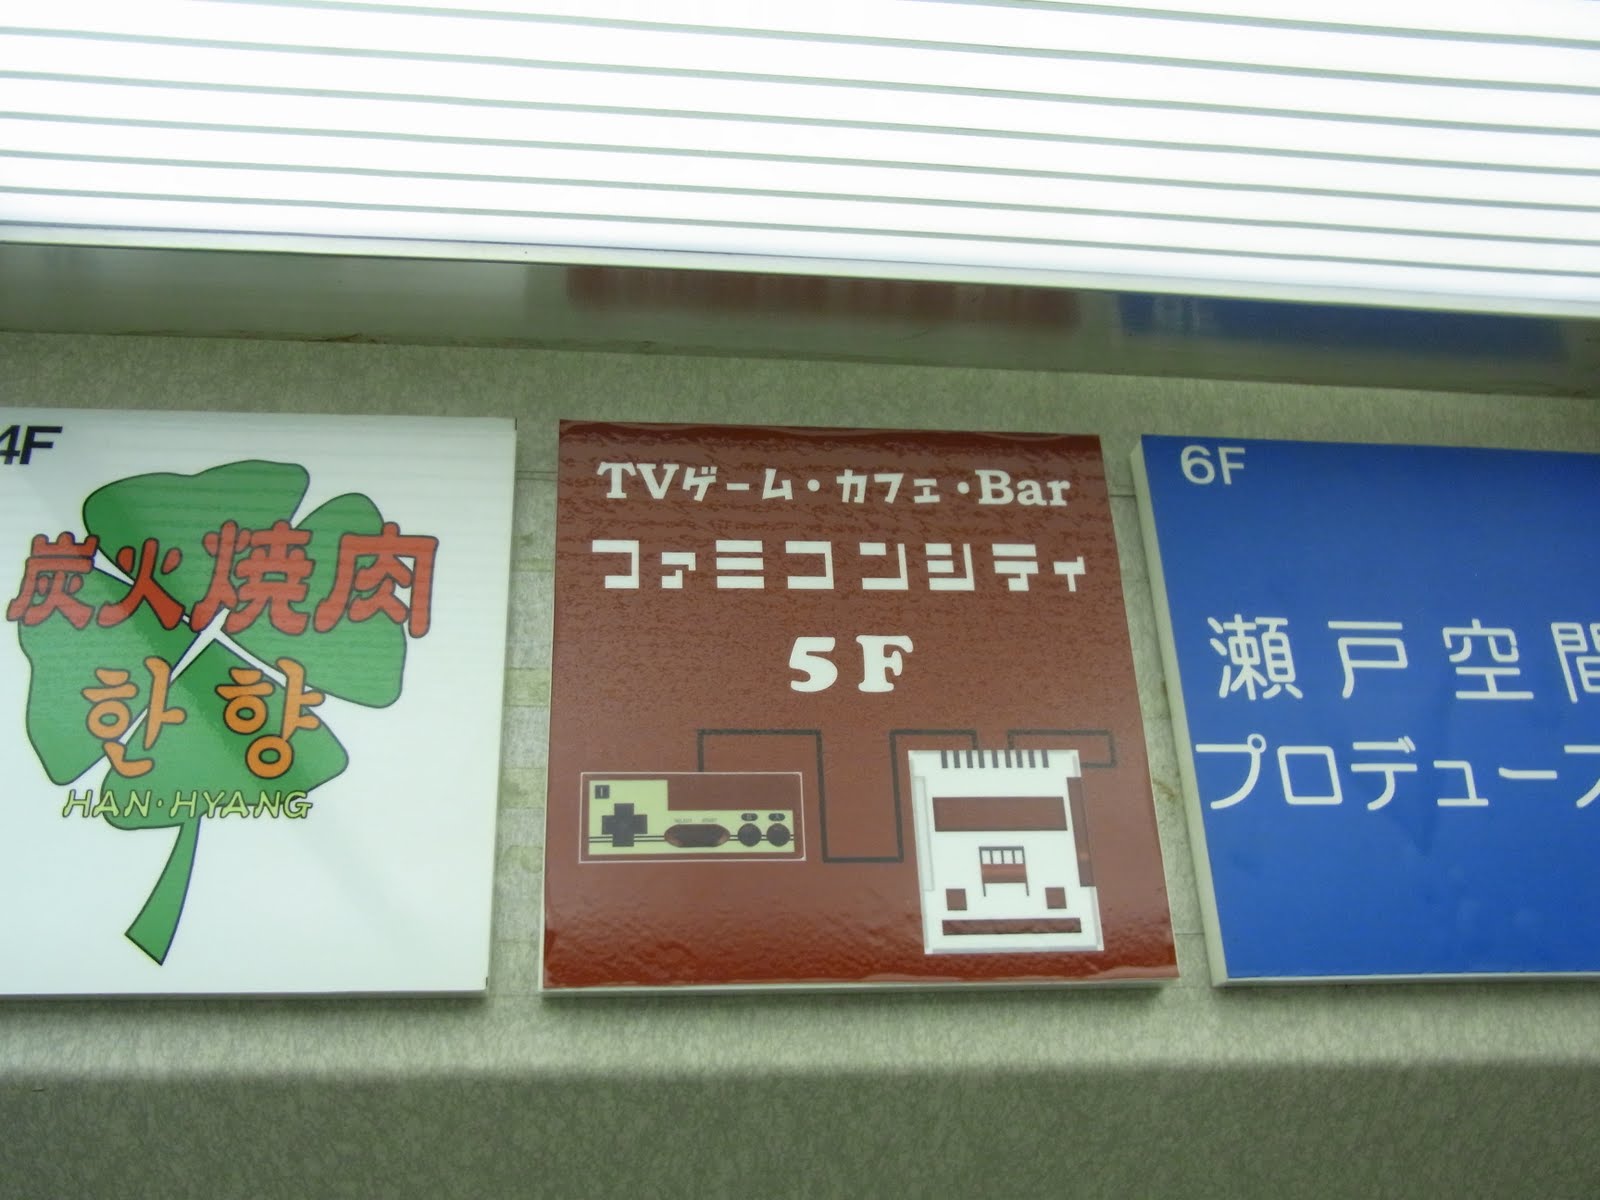 4F
炭火焼肉
한향
HAN·HYANG
TVゲーム・カフェ・Bar
ファミコンシティ
5F
I
6F
瀬戸空間
プロデュース